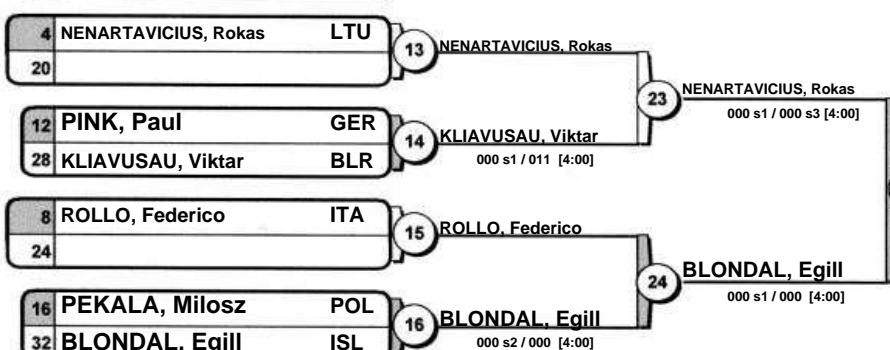 4 NENARTAVICIUS, Rokas LTU
20
13
NENARTAVICIUS, Rokas
12 PINK, Paul GER
28 KLIAVUSAU, Viktar BLR
14
KLIAVUSAU, Viktar
000 s1 / 011 [4:00]
23
NENARTAVICIUS, Rokas
000 s1 / 000 s3 [4:00]
8 ROLLO, Federico ITA
24
15
ROLLO, Federico
16 PEKALA, Milosz POL
32 BLONDAL, Egill ISL
16
BLONDAL, Egill
000 s2 / 000 [4:00]
24
BLONDAL, Egill
000 s1 / 000 [4:00]